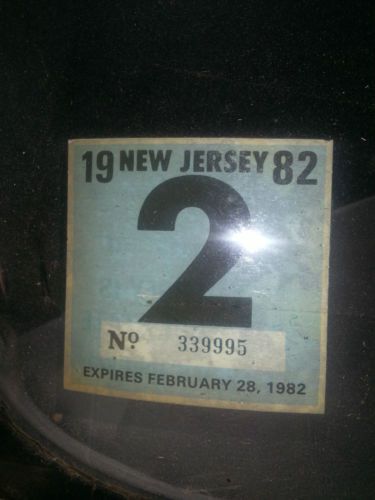 19 NEW JERSEY 82
2
Nº 339995
EXPIRES FEBRUARY 28, 1982